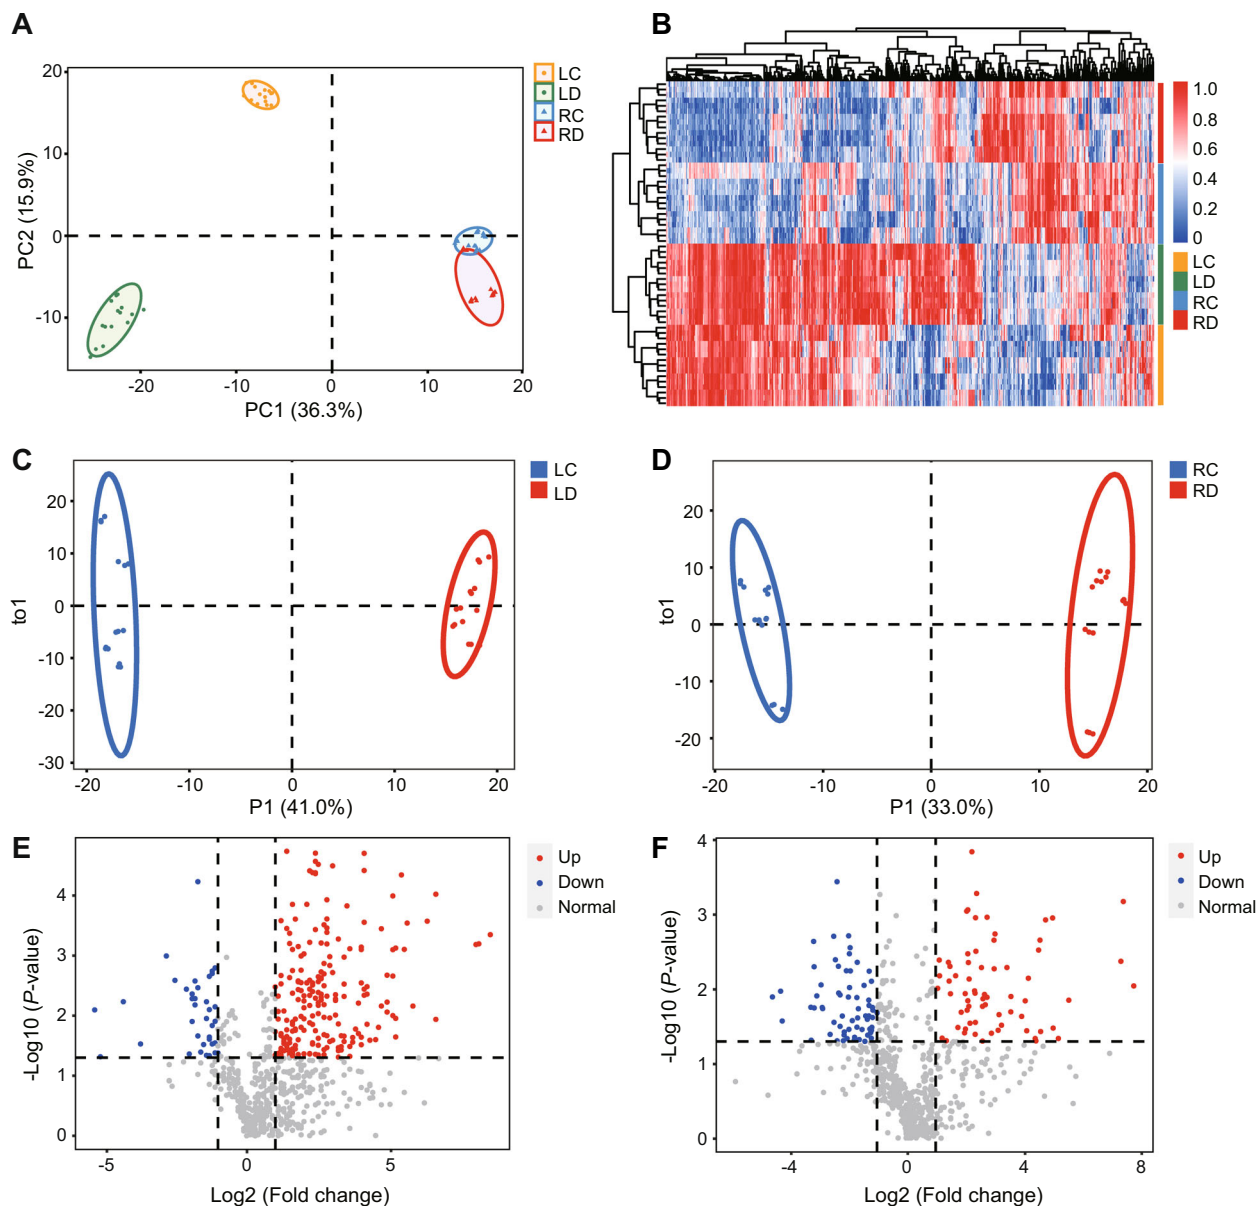 A
20
10
0
-10
-20
-10
0
10
20
PC2 (15.9%)
PC1 (36.3%)
LC
LD
RC
RD
B
1.0
0.8
0.6
0.4
0.2
0
LC
LD
RC
RD
C
20
10
0
-10
-20
-30
-20
-10
0
10
20
to1
P1 (41.0%)
LC
LD
D
20
10
0
-10
-20
-20
-10
0
10
20
to1
P1 (33.0%)
RC
RD
E
4
3
2
1
0
-5
0
5
-Log10 (P-value)
Log2 (Fold change)
Up
Down
Normal
F
4
3
2
1
0
-4
0
4
8
-Log10 (P-value)
Log2 (Fold change)
Up
Down
Normal